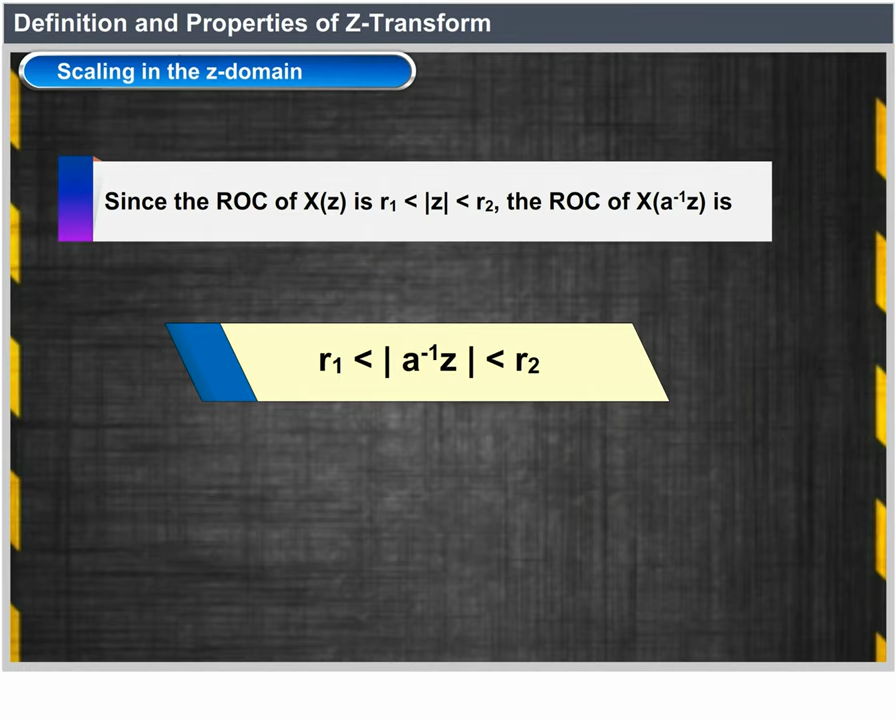 Definition and Properties of Z-Transform
Scaling in the z-domain
Since the ROC of X(z) is r₁ < |z| < r₂, the ROC of X(a⁻¹z) is
r₁ < | a⁻¹z | < r₂